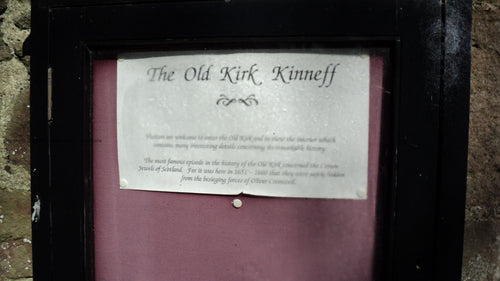 The Old Kirk Kinneff
Visitors are welcome to enter the Old Kirk and to view the interior which
contains many interesting details concerning its remarkable history.
The most famous episode in the history of the Old Kirk concerned the Crown
Jewels of Scotland. For it was here in 1651 - 1660 that they were safely hidden
from the besieging forces of Oliver Cromwell.